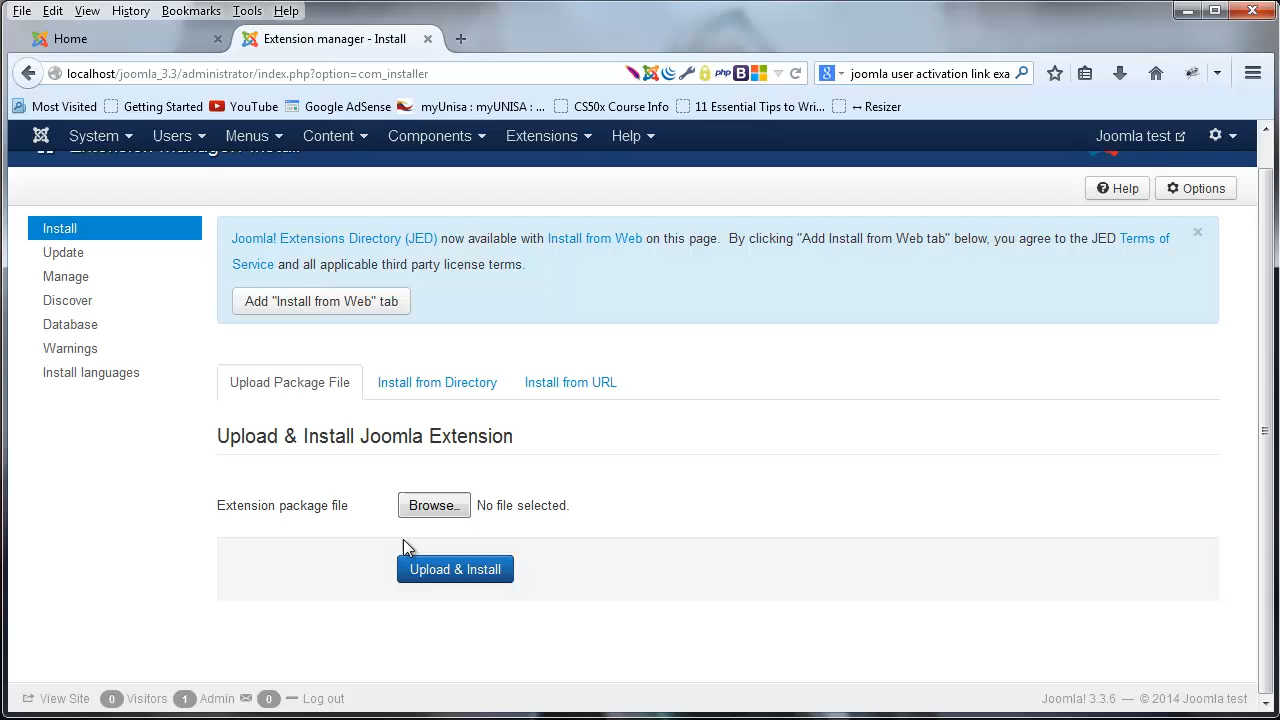 File Edit View History Bookmarks Tools Help
Home
Extension manager - Install
localhost/joomla_3.3/administrator/index.php?option=com_installer
php B
joomla user activation link exa
Most Visited Getting Started YouTube Google AdSense myUnisa : myUNISA : ... CS50x Course Info 11 Essential Tips to Wri... ↔ Resizer
System Users Menus Content Components Extensions Help Joomla test
Help Options
Install
Update
Manage
Discover
Database
Warnings
Install languages
Joomla! Extensions Directory (JED) now available with Install from Web on this page. By clicking "Add Install from Web tab" below, you agree to the JED Terms of
Service and all applicable third party license terms.
Add "Install from Web" tab
Upload Package File Install from Directory Install from URL
Upload & Install Joomla Extension
Extension package file Browse... No file selected.
Upload & Install
View Site 0 Visitors 1 Admin 0 Log out Joomla! 3.3.6 — © 2014 Joomla test